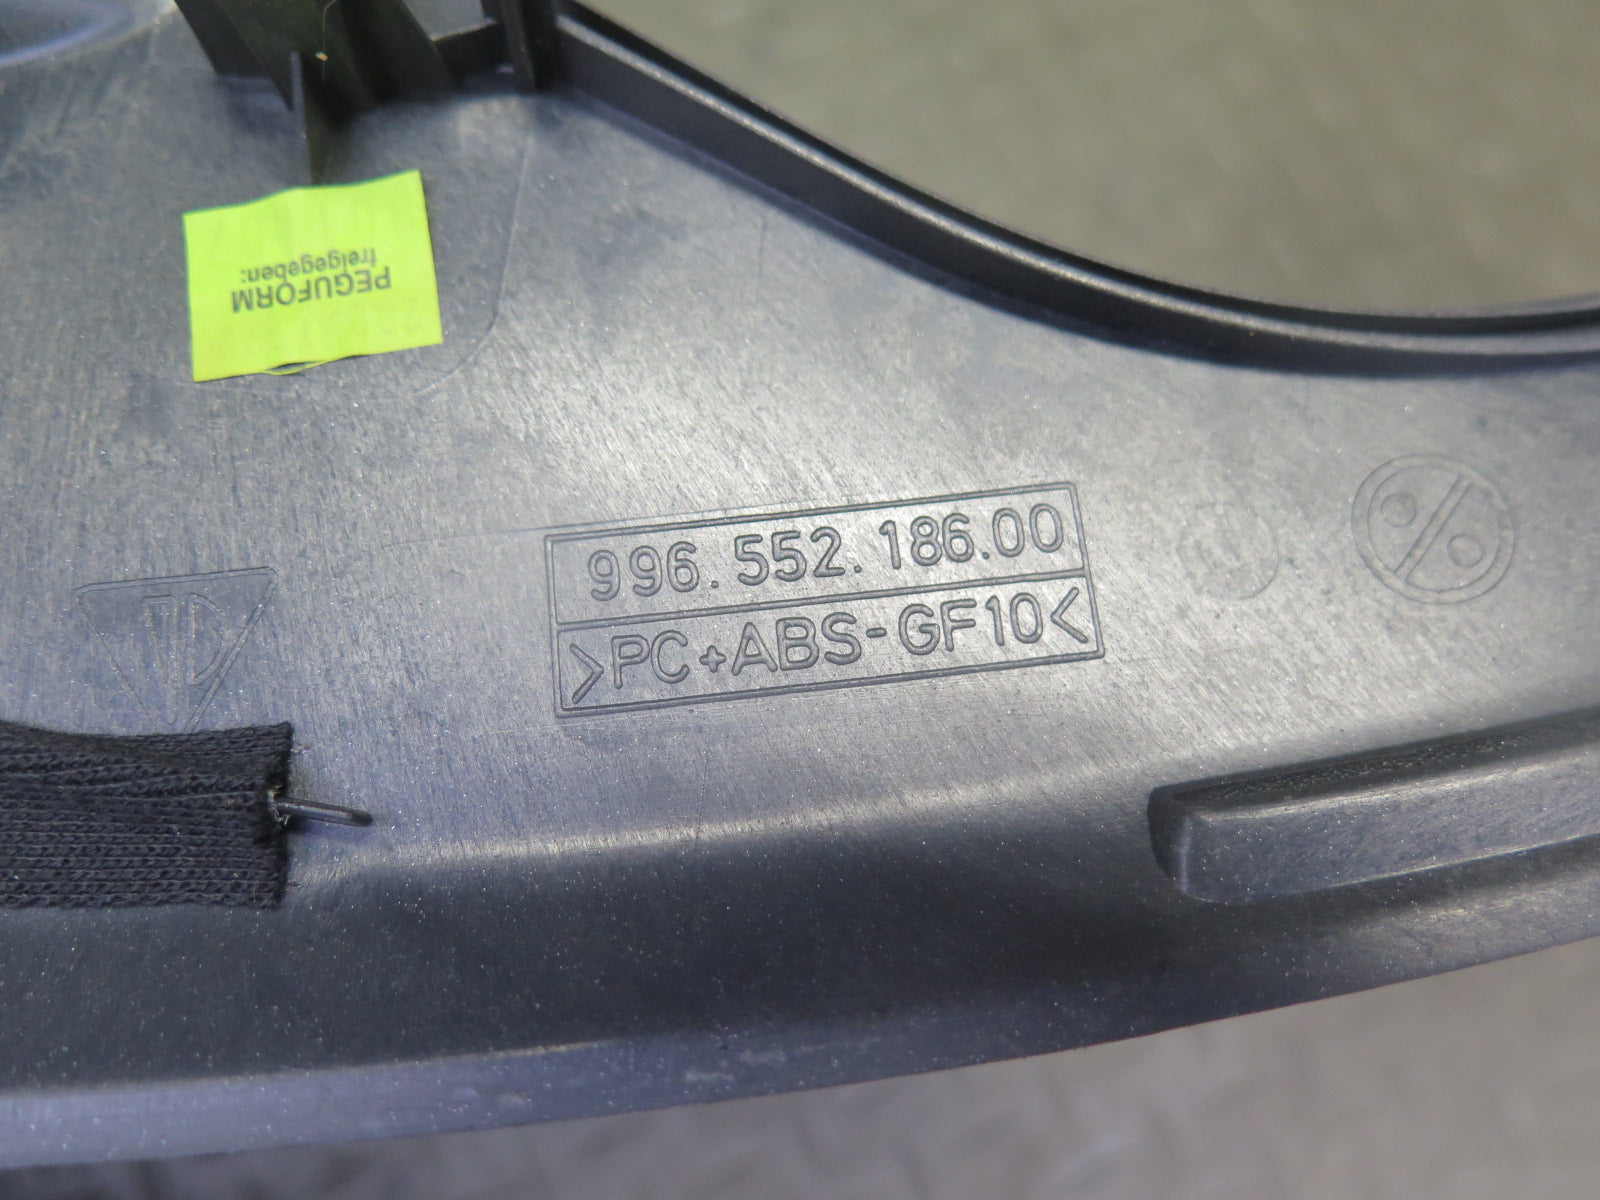 PEGUFORM
freigegeben:
996.552.186.00
>PC+ABS-GF10<